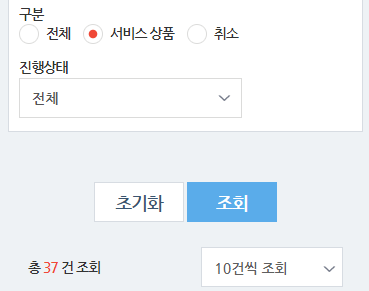 구분
전체 서비스 상품 취소
진행상태
전체
초기화 조회
총 37 건 조회 10건씩 조회